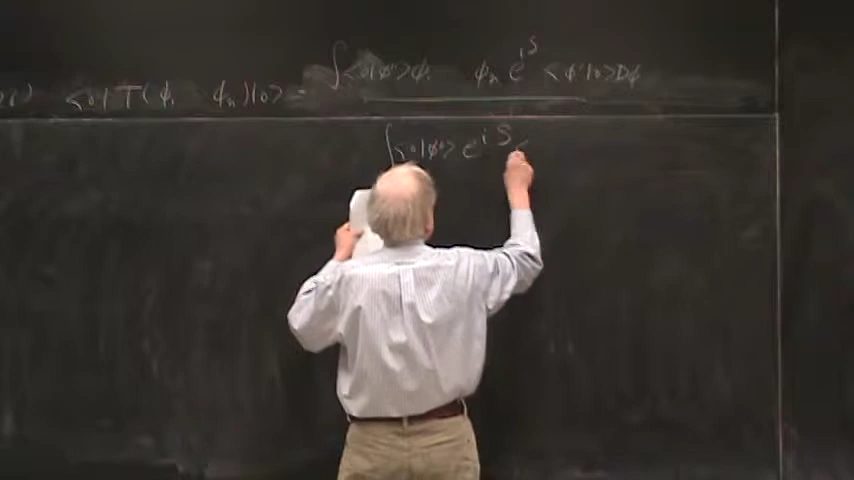 ∫<0|φ''>φ₁ φₙ e^{iS} <φ'|0>Dφ
<0|T(φ₁ φₙ)|0> =
∫<0|φ''> e^{iS} <